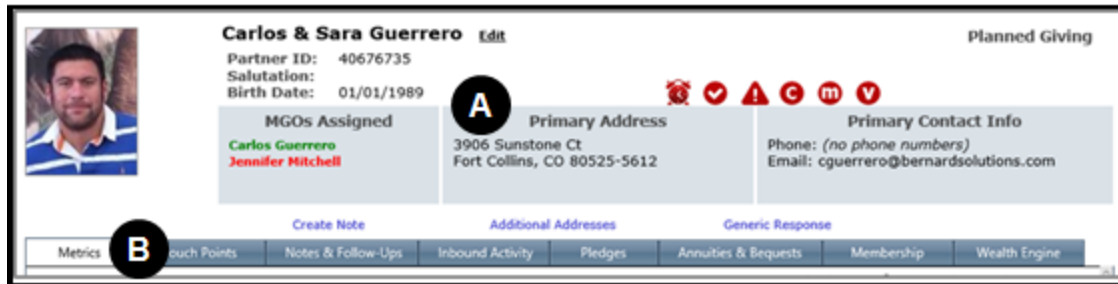 Carlos & Sara Guerrero Edit
Planned Giving
Partner ID: 40676735
Salutation:
Birth Date: 01/01/1989
A
c m v
MGOs Assigned
Carlos Guerrero
Jennifer Mitchell
Primary Address
3906 Sunstone Ct
Fort Collins, CO 80525-5612
Primary Contact Info
Phone: (no phone numbers)
Email: cguerrero@bernardsolutions.com
Create Note Additional Addresses Generic Response
Metrics B ouch Points Notes & Follow-Ups Inbound Activity Pledges Annuities & Bequests Membership Wealth Engine